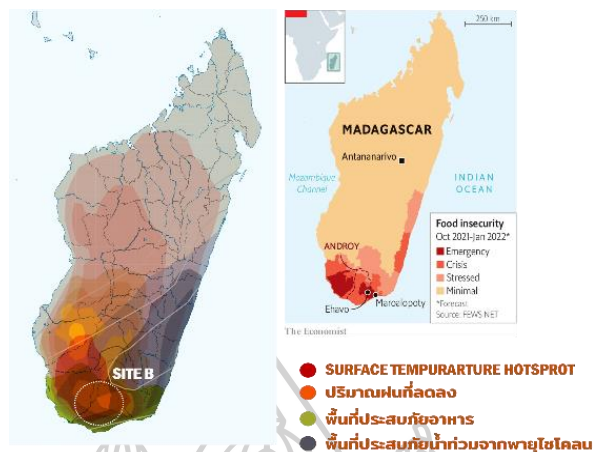 SITE B
250 km
MADAGASCAR
Antananarivo
Mozambique
Channel
INDIAN
OCEAN
ANDROY
Ehavo
Maroalopoty
Food insecurity
Oct 2021-Jan 2022*
Emergency
Crisis
Stressed
Minimal
*Forecast
Source: FEWS NET
The Economist
SURFACE TEMPURARTURE HOTSPROT
ปริมาณฝนที่ลดลง
พื้นที่ประสบภัยอาหาร
พื้นที่ประสบภัยน้ำท่วมจากพายุไซโคลน